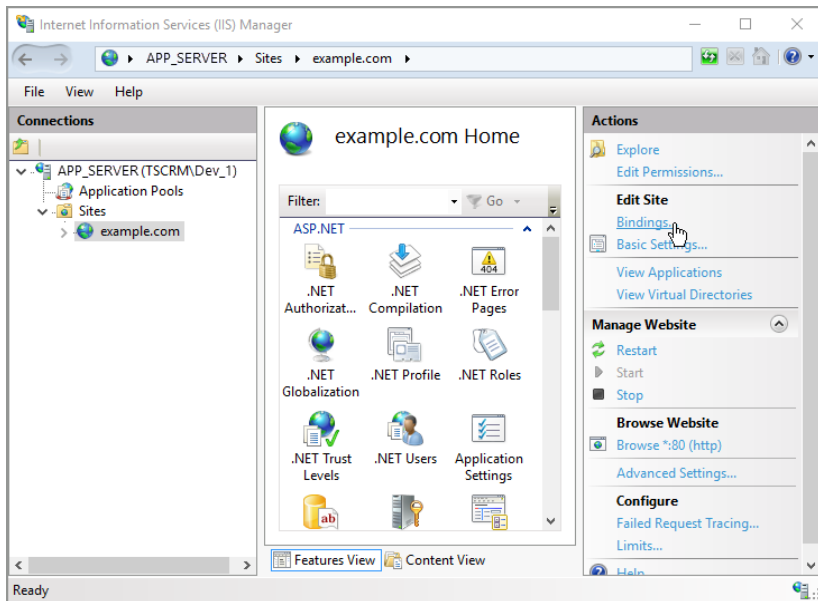 Internet Information Services (IIS) Manager
APP_SERVER Sites example.com
File View Help
Connections
APP_SERVER (TSCRM\Dev_1)
Application Pools
Sites
example.com
example.com Home
Filter:
Go
ASP.NET
.NET Authorizat...
.NET Compilation
404
.NET Error Pages
.NET Globalization
.NET Profile
.NET Roles
.NET Trust Levels
.NET Users
Application Settings
ab
Features View
Content View
Actions
Explore
Edit Permissions...
Edit Site
Bindings...
Basic Settings...
View Applications
View Virtual Directories
Manage Website
Restart
Start
Stop
Browse Website
Browse *:80 (http)
Advanced Settings...
Configure
Failed Request Tracing...
Limits...
Help
Ready